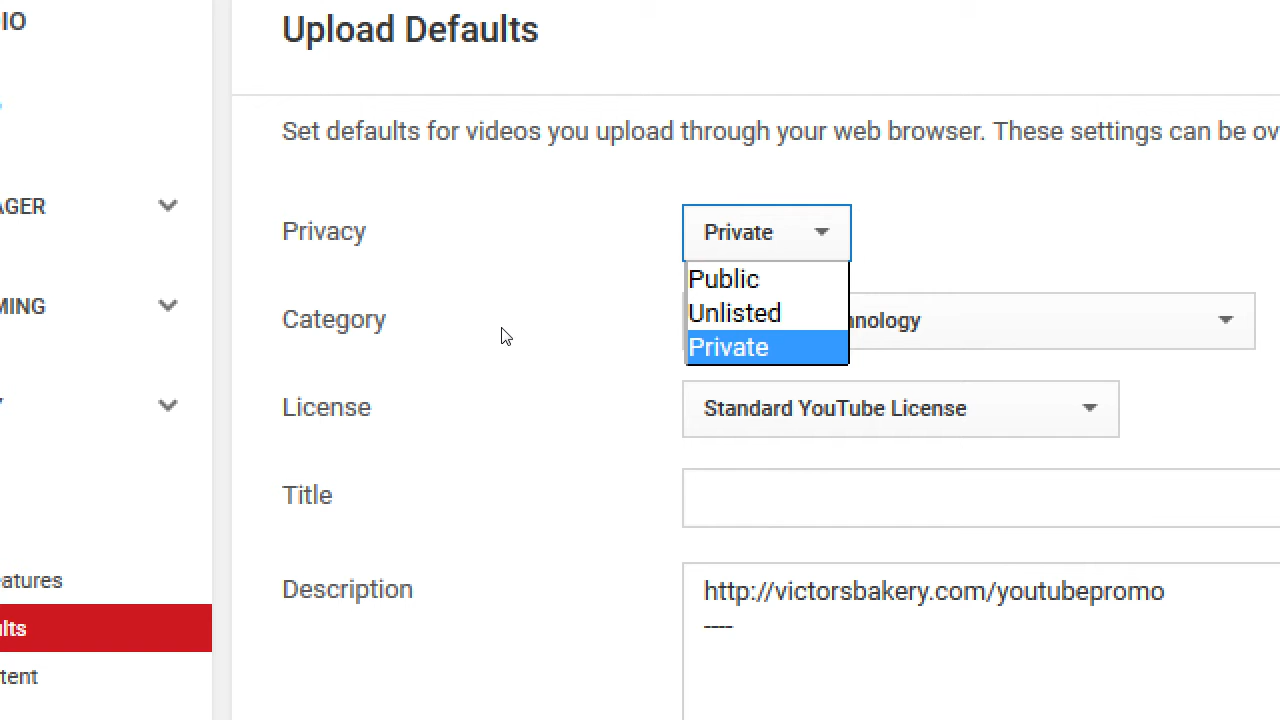 IO
Upload Defaults
Set defaults for videos you upload through your web browser. These settings can be ov
AGER
Privacy
Private
Public
Unlisted
Private
MING
Category
nology
License
Standard YouTube License
Title
Description
http://victorsbakery.com/youtubepromo
----
eatures
ults
tent